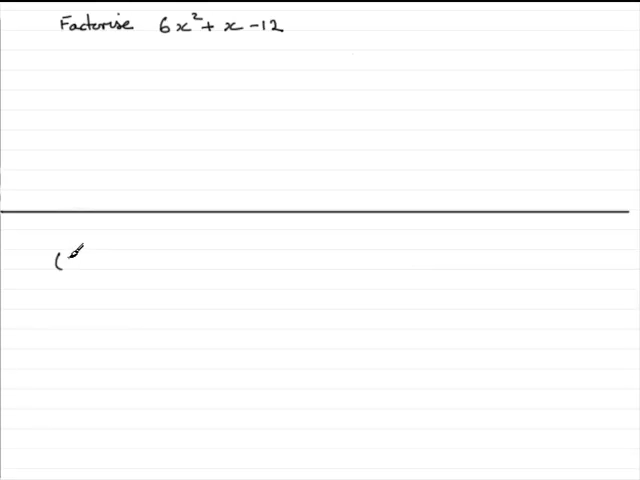 Factorise 6x² + x - 12
(